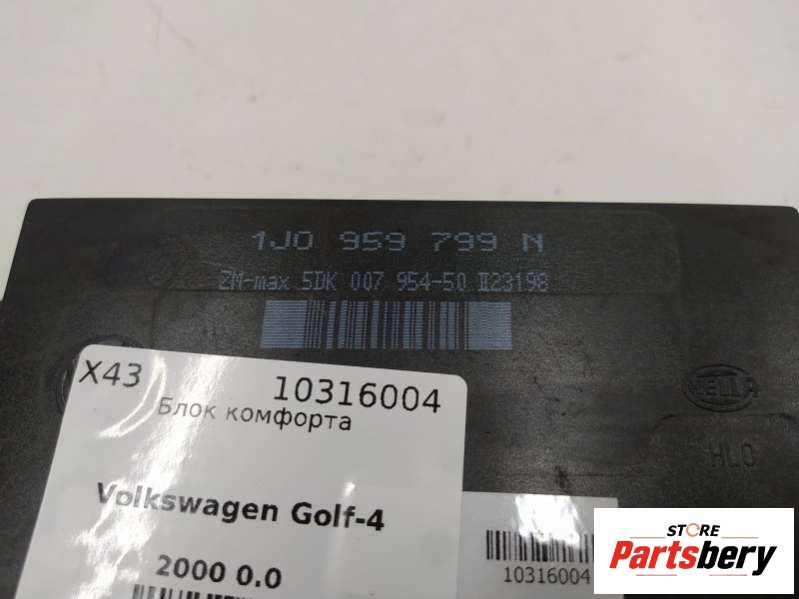 1J0 959 799 N
ZM-max 5DK 007 954-50 II23198
HELLA
HLO
X43 10316004
Блок комфорта
Volkswagen Golf-4
2000 0.0
10316004
STORE
Partsbery